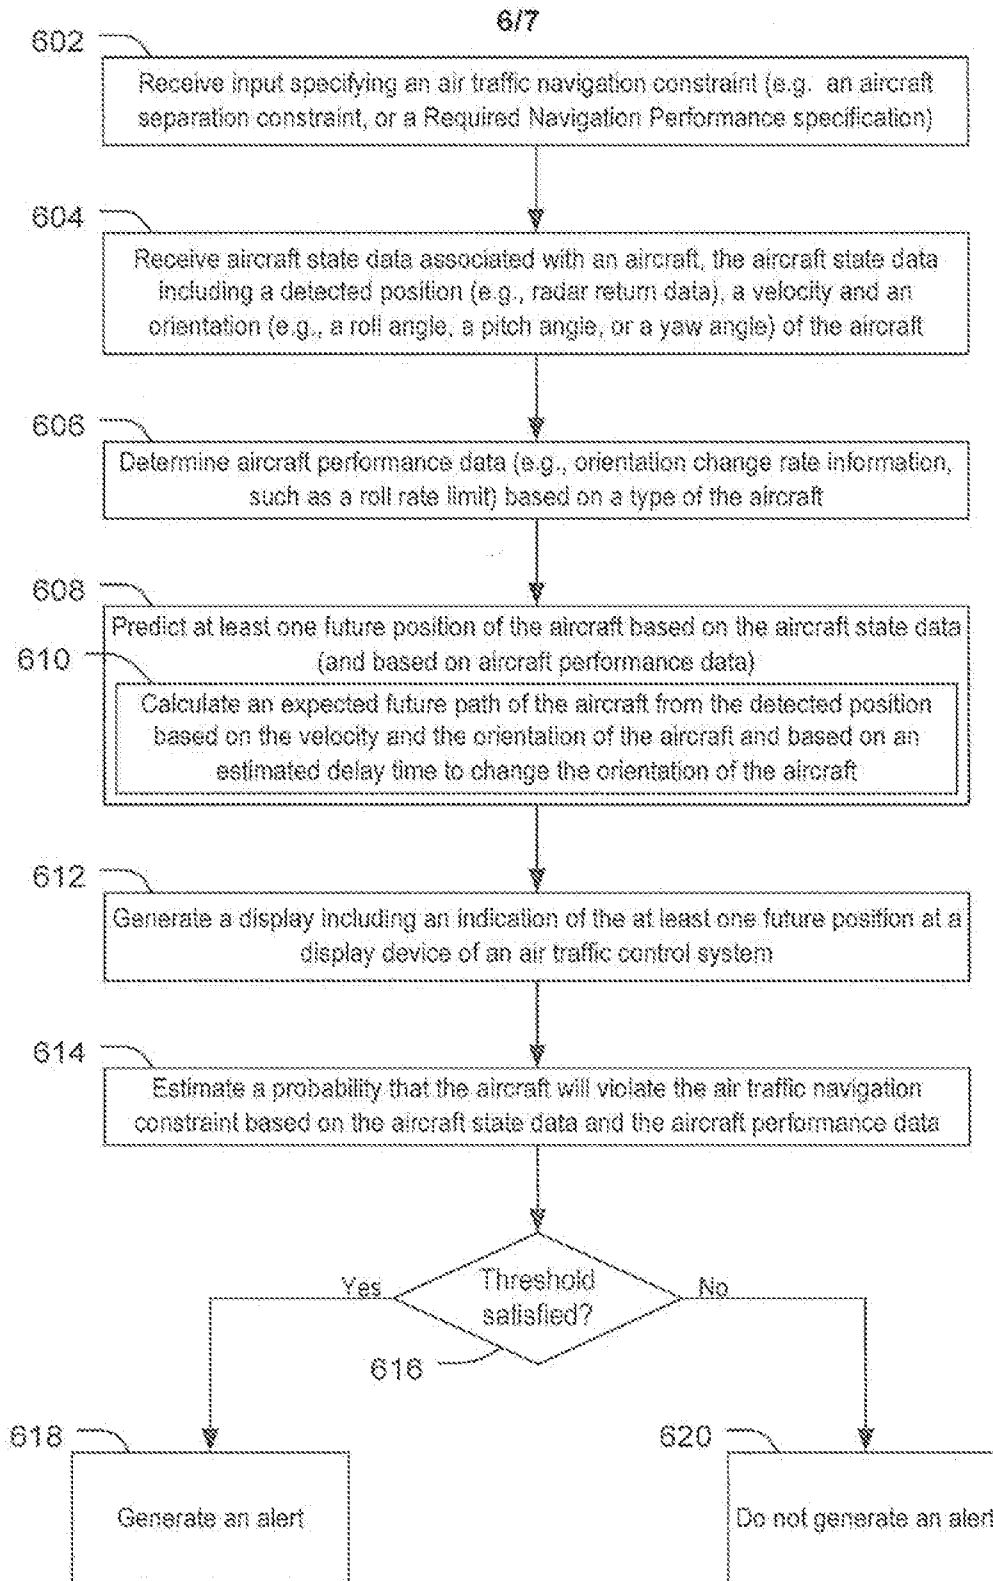 6/7
602
Receive input specifying an air traffic navigation constraint (e.g. an aircraft
separation constraint, or a Required Navigation Performance specification)
604
Receive aircraft state data associated with an aircraft, the aircraft state data
including a detected position (e.g., radar return data), a velocity and an
orientation (e.g., a roll angle, a pitch angle, or a yaw angle) of the aircraft
606
Determine aircraft performance data (e.g., orientation change rate information,
such as a roll rate limit) based on a type of the aircraft
608
Predict at least one future position of the aircraft based on the aircraft state data
(and based on aircraft performance data)
610
Calculate an expected future path of the aircraft from the detected position
based on the velocity and the orientation of the aircraft and based on an
estimated delay time to change the orientation of the aircraft
612
Generate a display including an indication of the at least one future position at a
display device of an air traffic control system
614
Estimate a probability that the aircraft will violate the air traffic navigation
constraint based on the aircraft state data and the aircraft performance data
Threshold
satisfied?
Yes
No
616
618
Generate an alert
620
Do not generate an alert